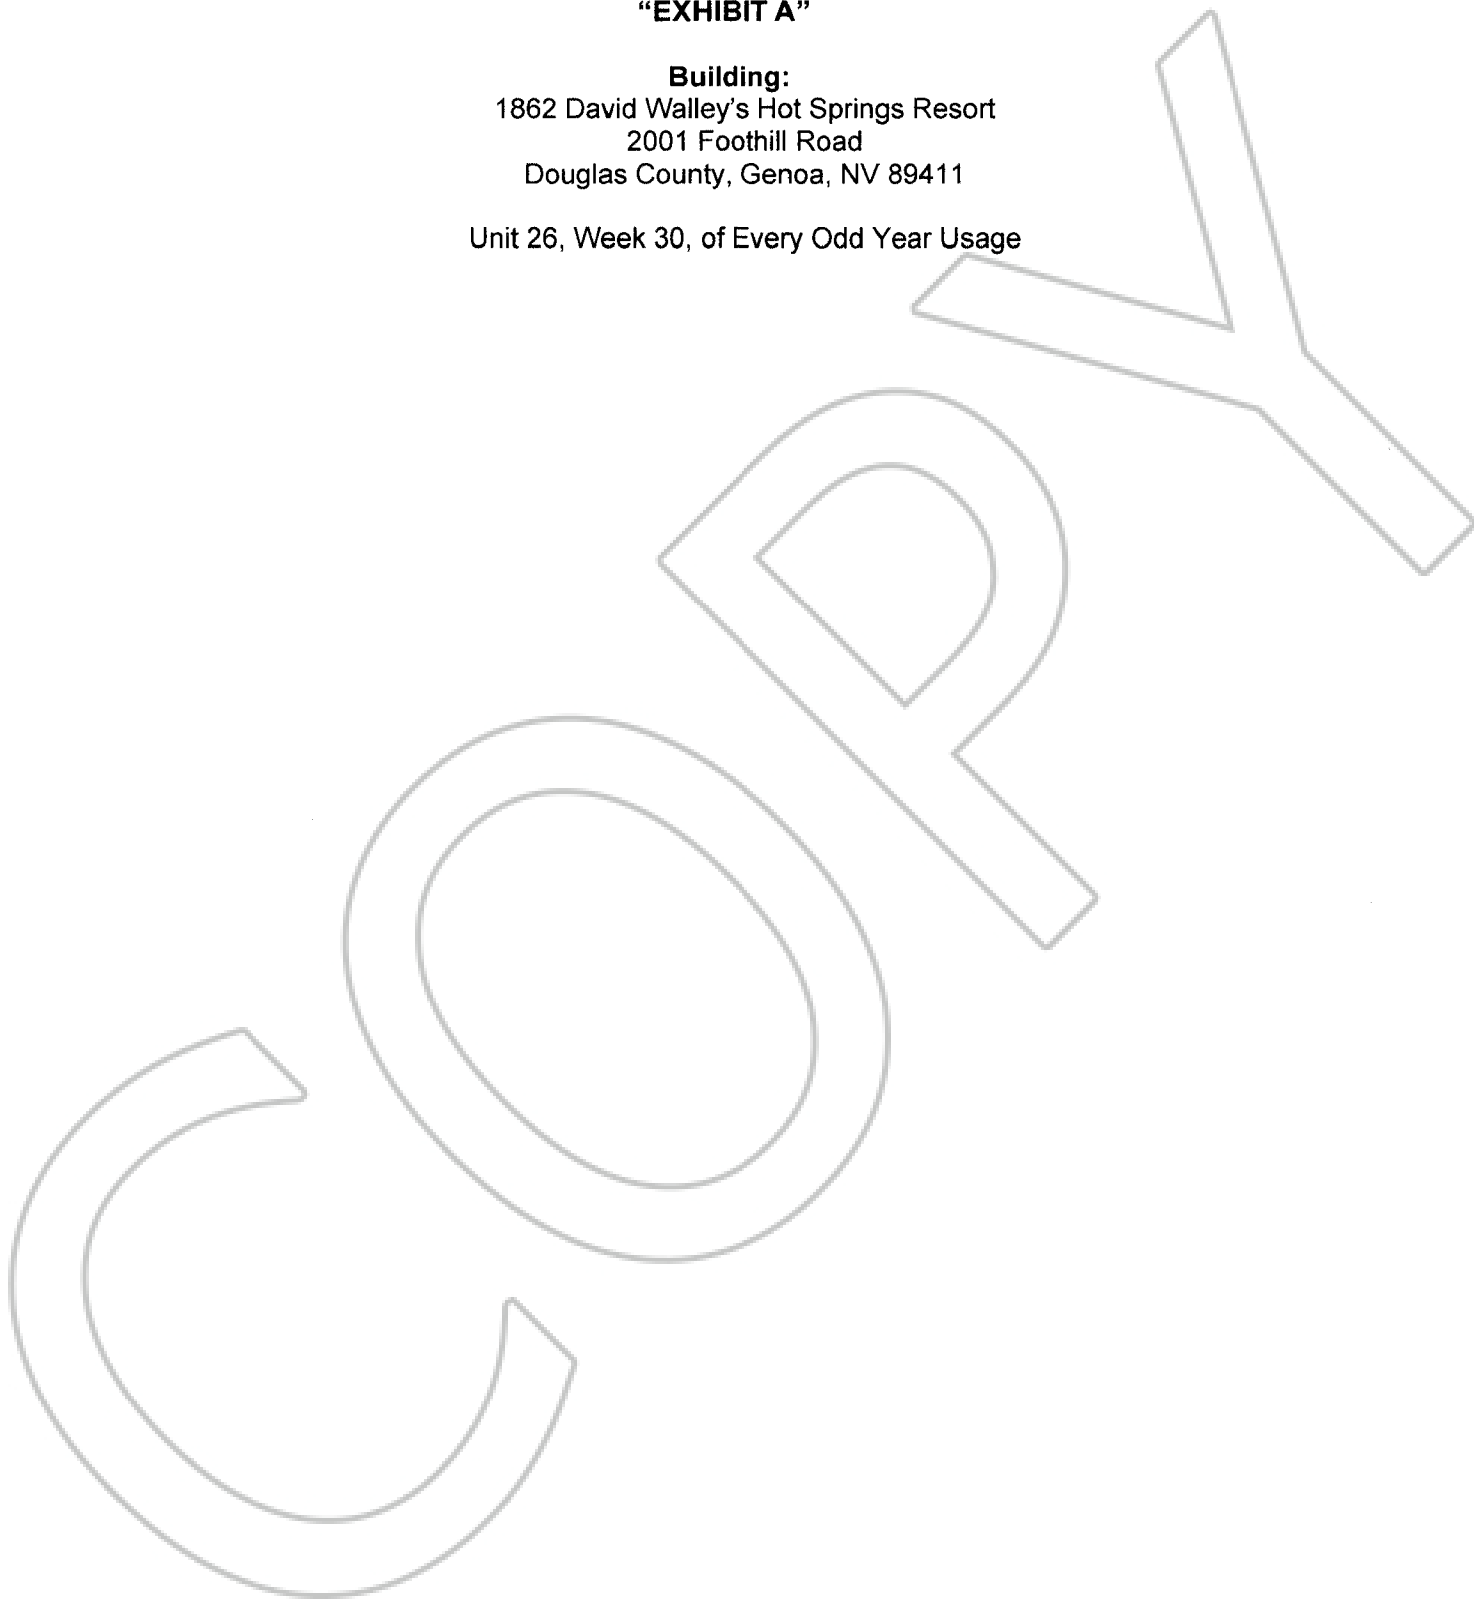 “EXHIBIT A”
Building:
1862 David Walley’s Hot Springs Resort
2001 Foothill Road
Douglas County, Genoa, NV 89411
Unit 26, Week 30, of Every Odd Year Usage
COPY